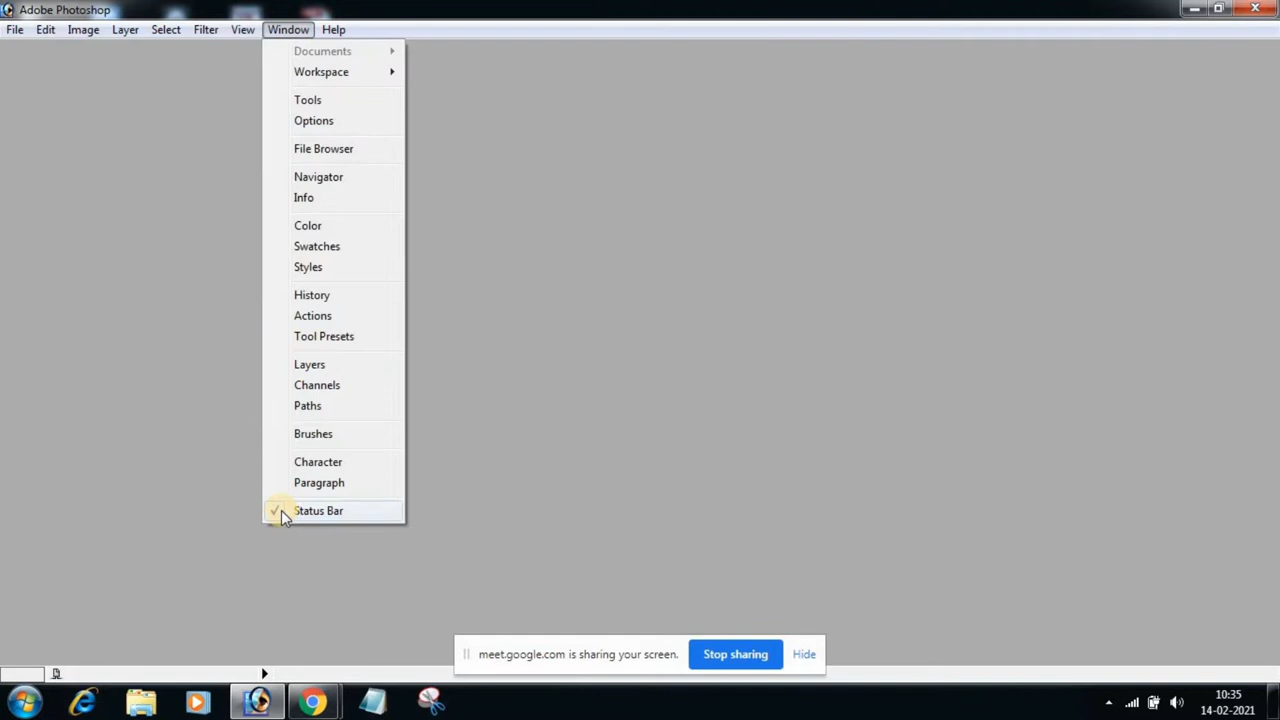 Adobe Photoshop
File Edit Image Layer Select Filter View Window Help
Documents
Workspace
Tools
Options
File Browser
Navigator
Info
Color
Swatches
Styles
History
Actions
Tool Presets
Layers
Channels
Paths
Brushes
Character
Paragraph
Status Bar
meet.google.com is sharing your screen. Stop sharing Hide
10:35
14-02-2021